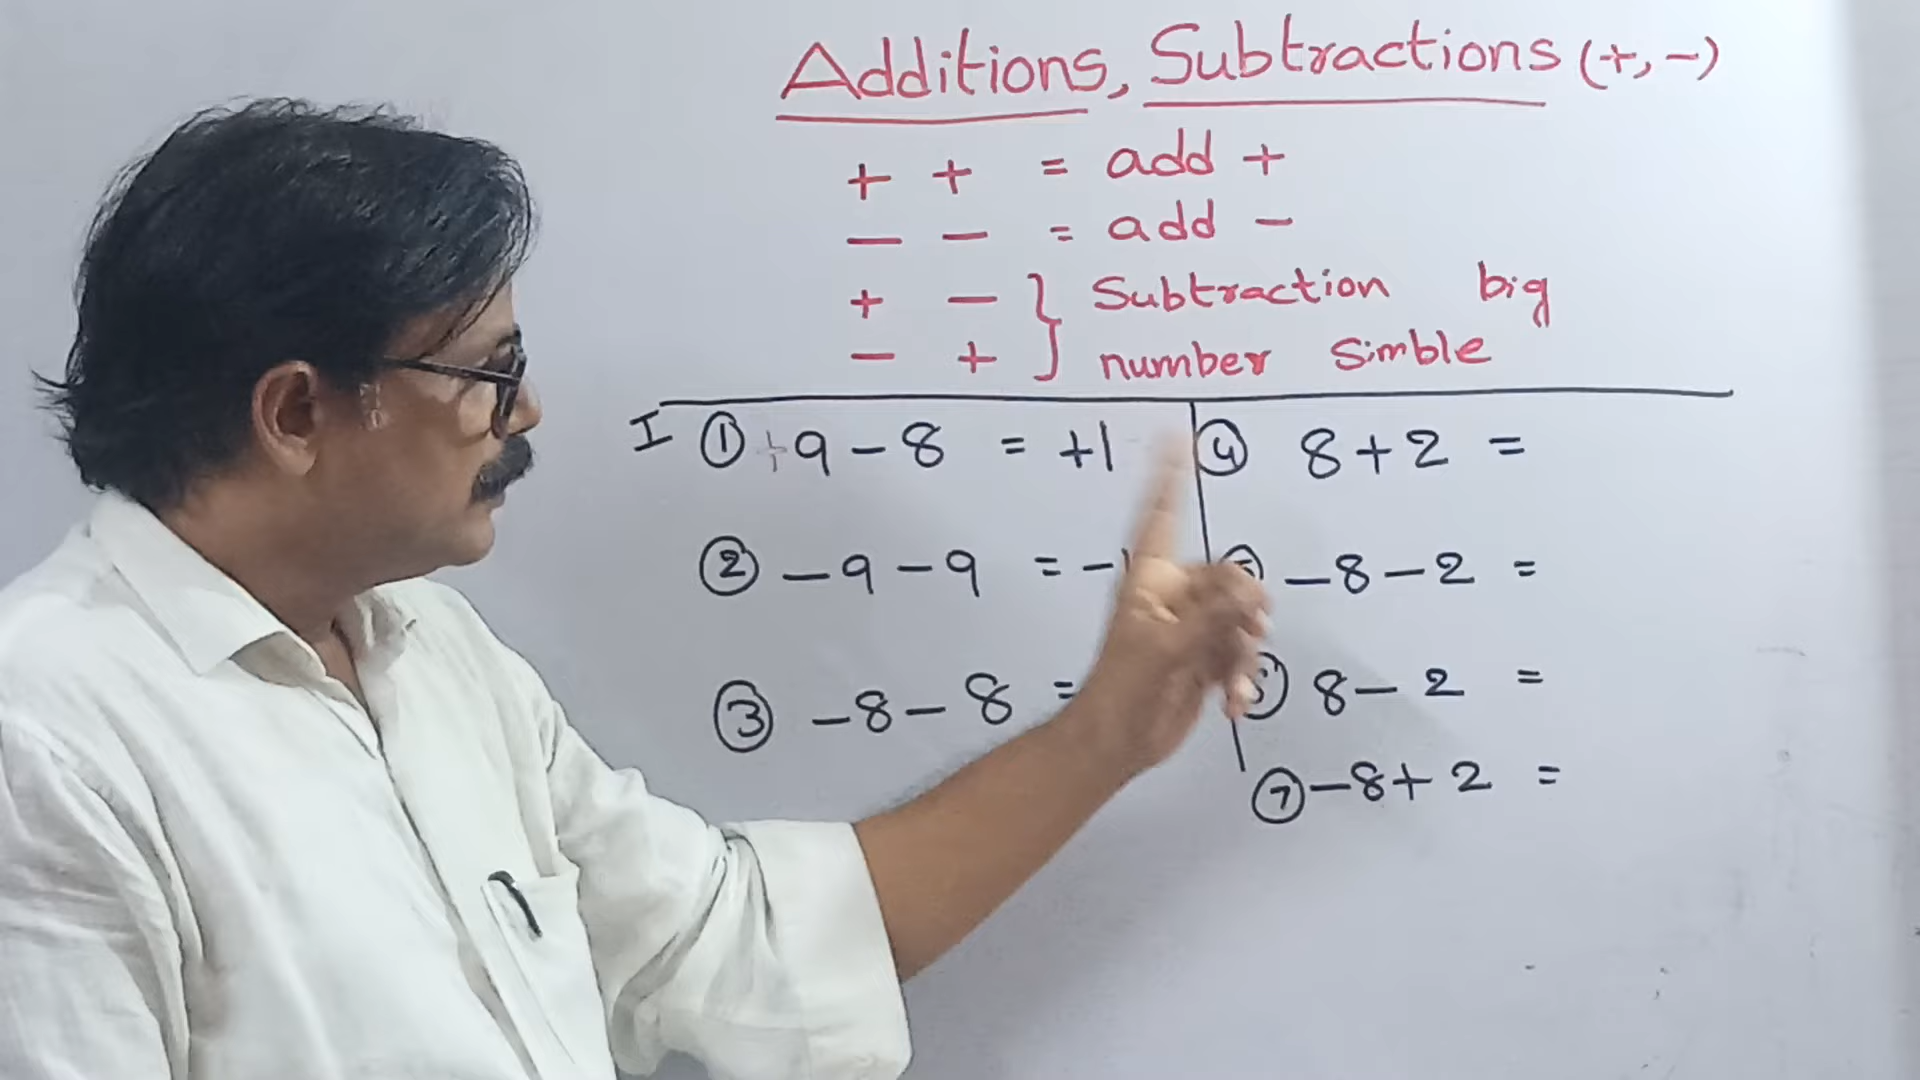 Additions, Subtractions (+, -)
+ + = add +
- - = add -
+ - } Subtraction big
- + } number Simble
I ① +9 - 8 = +1
② -9 - 9 = -1
③ -8 - 8 =
④ 8 + 2 =
-8 - 2 =
8 - 2 =
⑦ -8 + 2 =